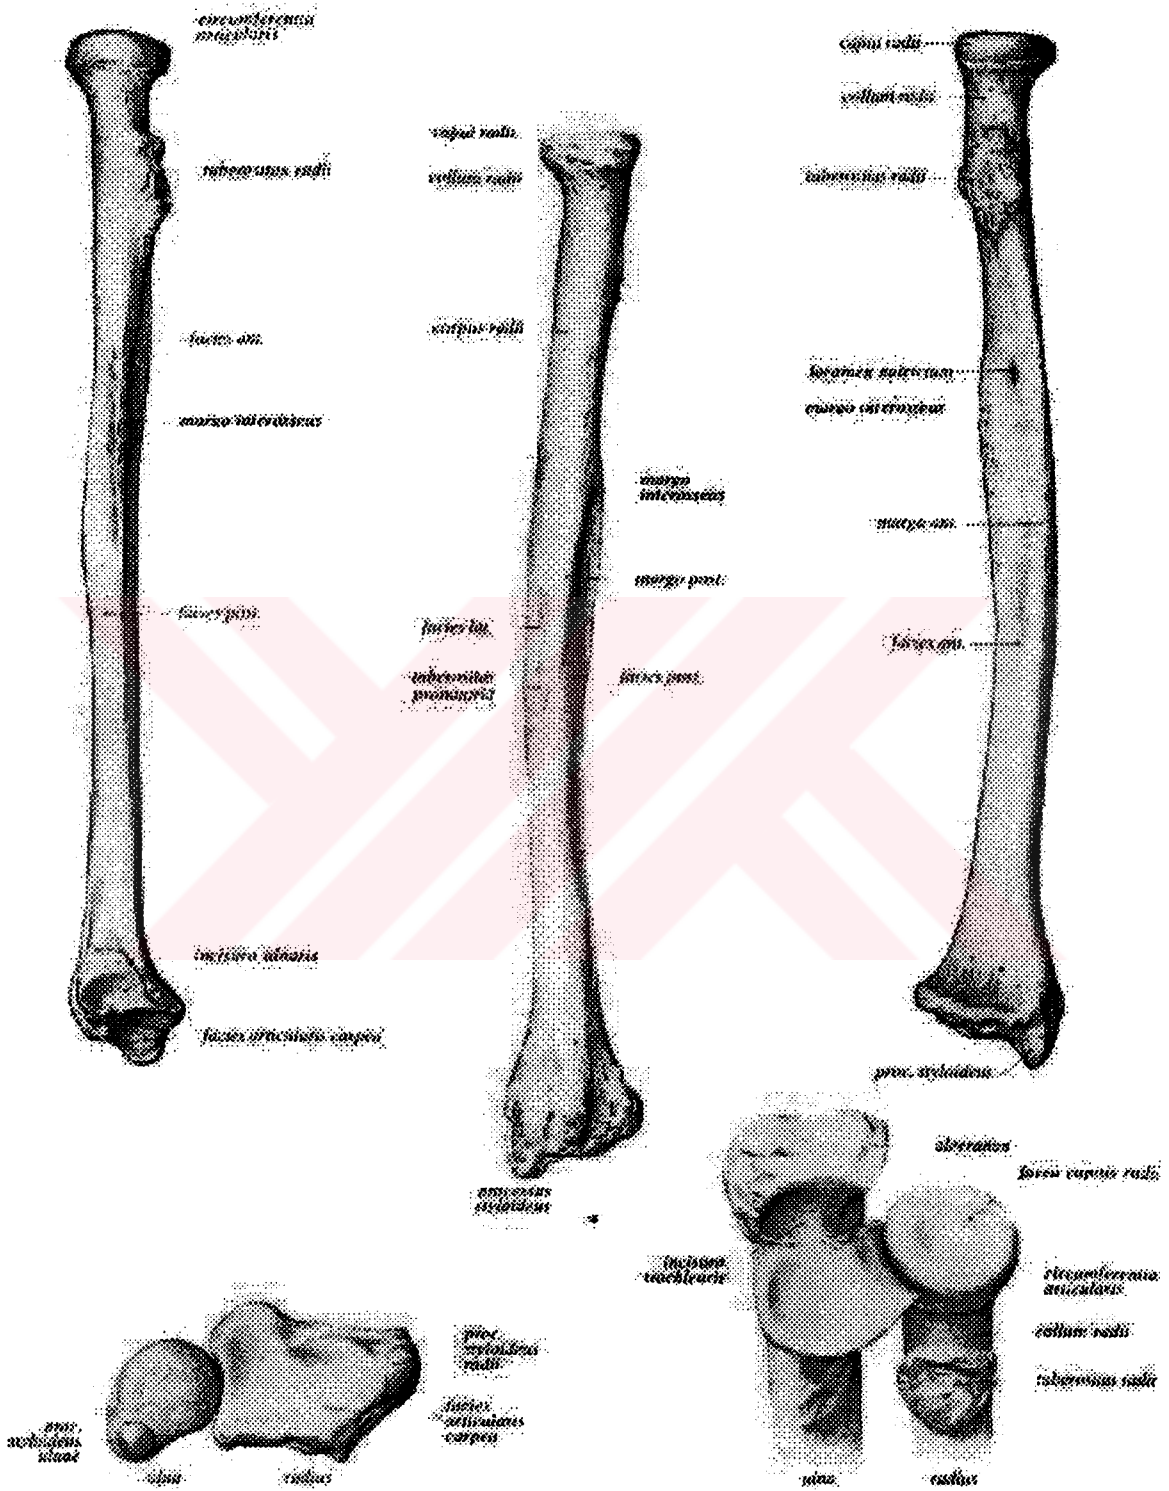 circumferentia
articularis
tuberositas radii
facies ant.
margo interosseus
facies post.
incisura ulnaris
facies articularis carpea
caput radii
collum radii
corpus radii
margo
interosseus
margo post.
facies lat.
tuberositas
pronatoria
facies post.
processus
styloideus
caput radii
collum radii
tuberositas radii
foramen nutricium
margo interosseus
margo ant.
facies ant.
proc. styloideus
proc.
styloideus
radii
facies
articularis
carpea
proc.
styloideus
ulnae
ulna
radius
olecranon
fovea capitis radii
incisura
trochlearis
circumferentia
articularis
collum radii
tuberositas radii
ulna
radius